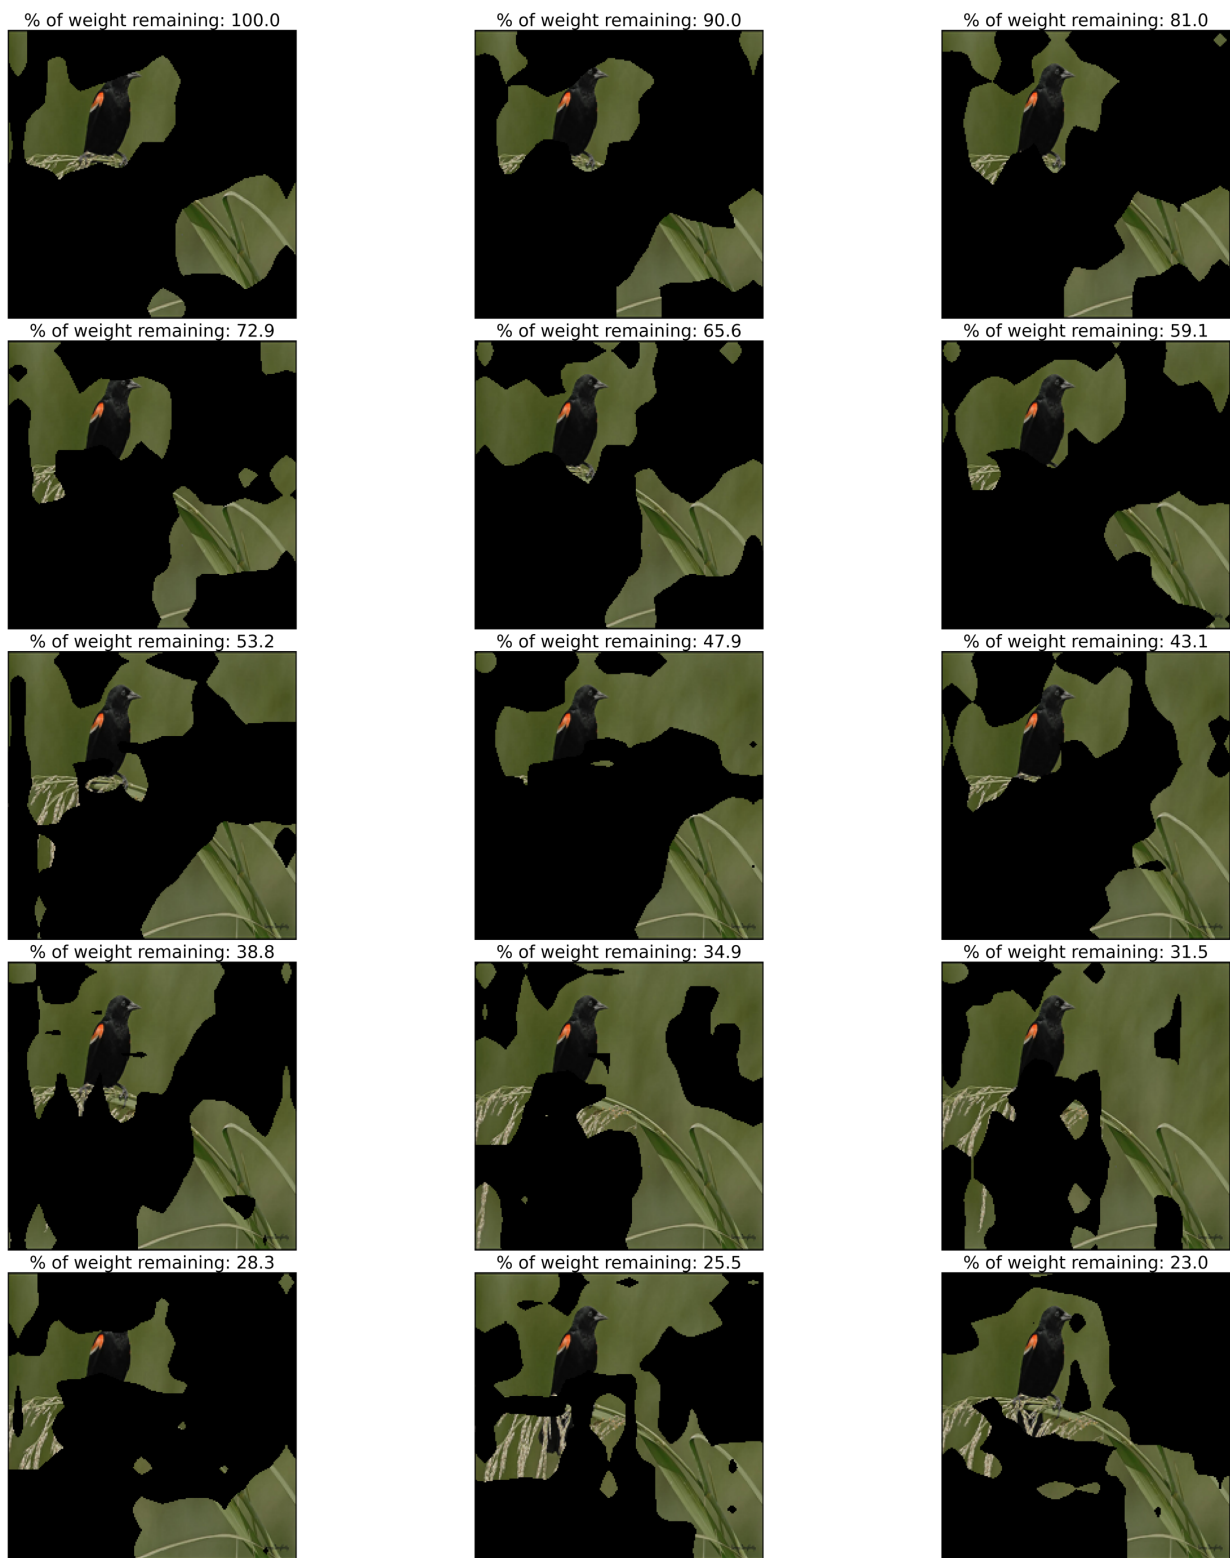 % of weight remaining: 100.0
% of weight remaining: 90.0
% of weight remaining: 81.0
% of weight remaining: 72.9
% of weight remaining: 65.6
% of weight remaining: 59.1
% of weight remaining: 53.2
% of weight remaining: 47.9
% of weight remaining: 43.1
% of weight remaining: 38.8
% of weight remaining: 34.9
% of weight remaining: 31.5
% of weight remaining: 28.3
% of weight remaining: 25.5
% of weight remaining: 23.0